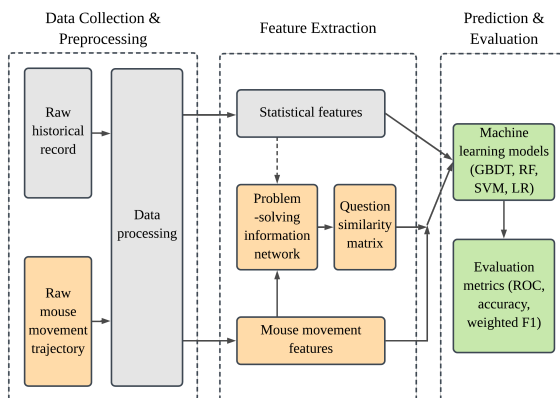 Data Collection &
Preprocessing
Feature Extraction
Prediction &
Evaluation
Raw
historical
record
Data
processing
Raw
mouse
movement
trajectory
Statistical features
Problem
-solving
information
network
Question
similarity
matrix
Mouse movement
features
Machine
learning models
(GBDT, RF,
SVM, LR)
Evaluation
metrics (ROC,
accuracy,
weighted F1)